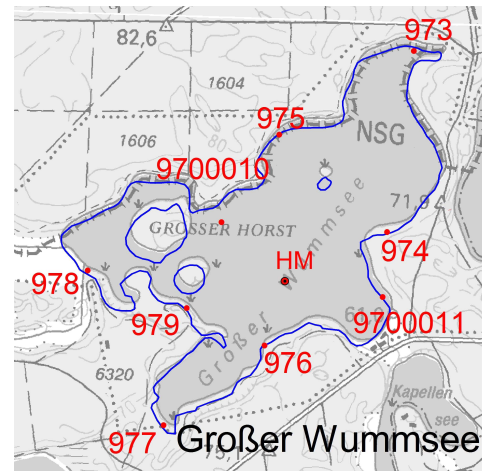 973
82,6
1604
975
NSG
1606
9700010
71,9
GROSSER HORST
974
Großer Wummsee
HM
978
979
9700011
61
976
6320
Kapellen
see
977
Großer Wummsee